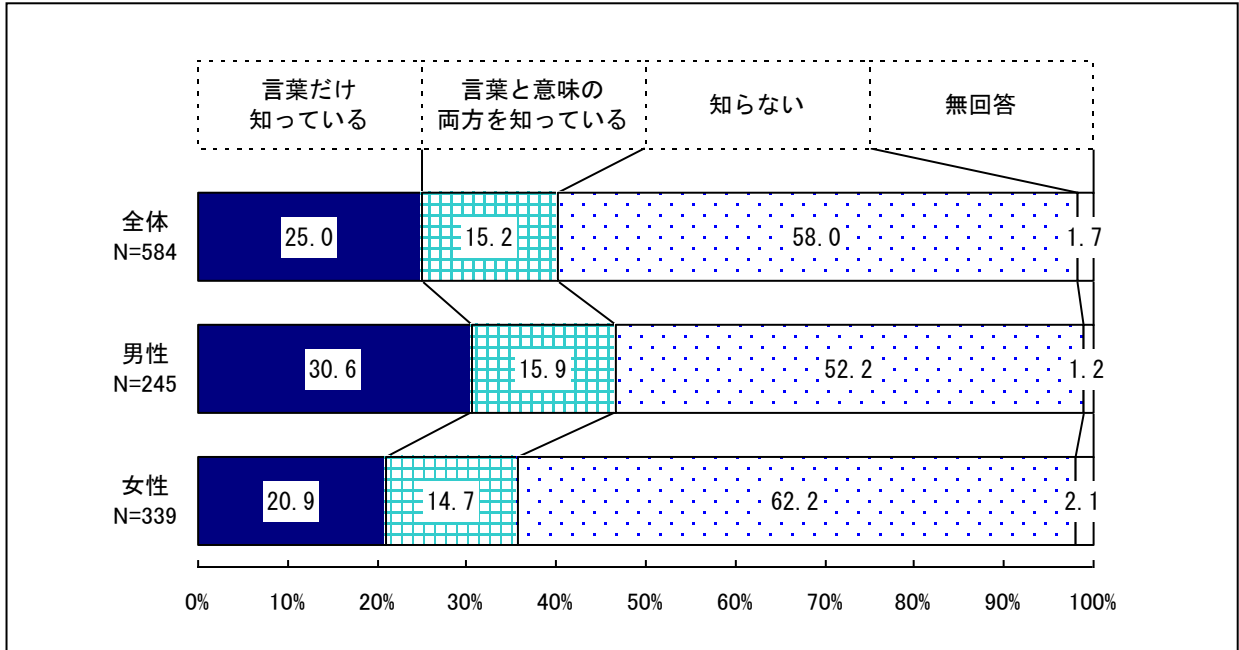 言葉だけ
知っている
言葉と意味の
両方を知っている
知らない
無回答
全体
N=584
25.0
15.2
58.0
1.7
男性
N=245
30.6
15.9
52.2
1.2
女性
N=339
20.9
14.7
62.2
2.1
0%
10%
20%
30%
40%
50%
60%
70%
80%
90%
100%